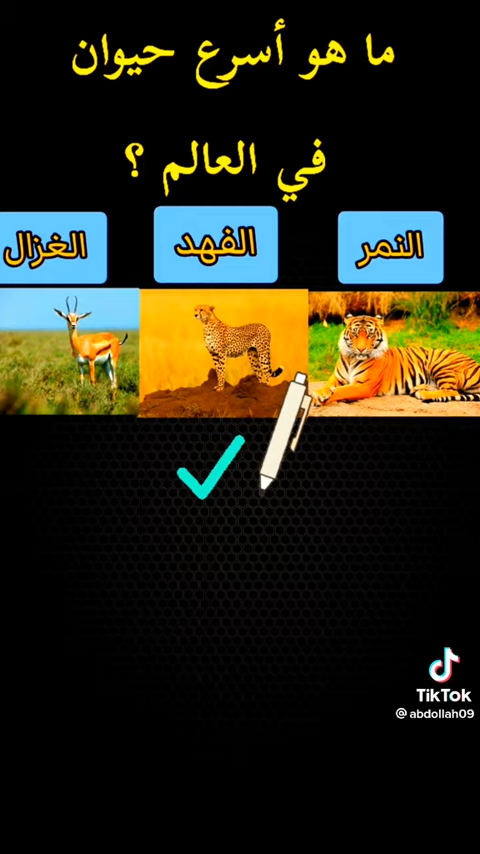 ما هو أسرع حيوان
في العالم ؟
النمر
الفهد
الغزال
TikTok
@abdollah09